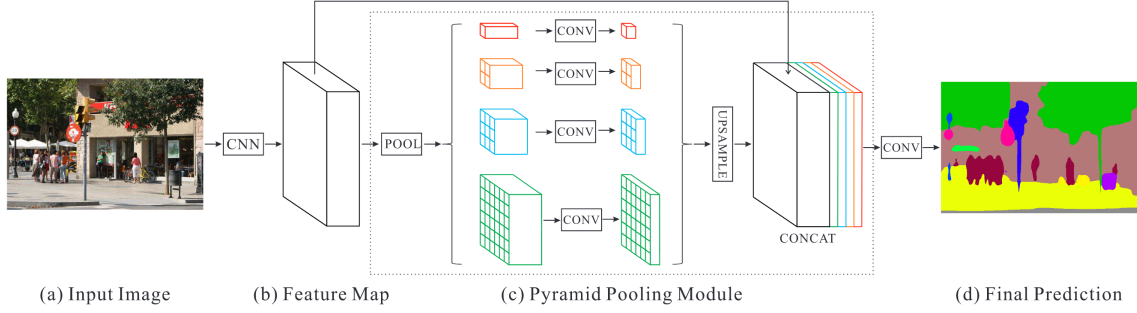 CNN
POOL
CONV
CONV
CONV
CONV
UPSAMPLE
CONCAT
CONV
(a) Input Image
(b) Feature Map
(c) Pyramid Pooling Module
(d) Final Prediction